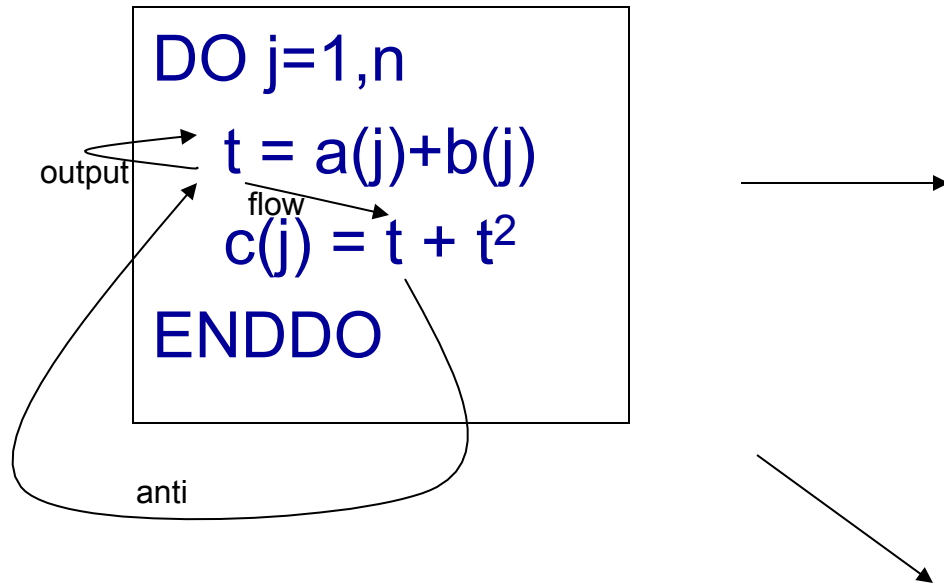 DO j=1,n
t = a(j)+b(j)
output
flow
c(j) = t + t²
ENDDO
anti